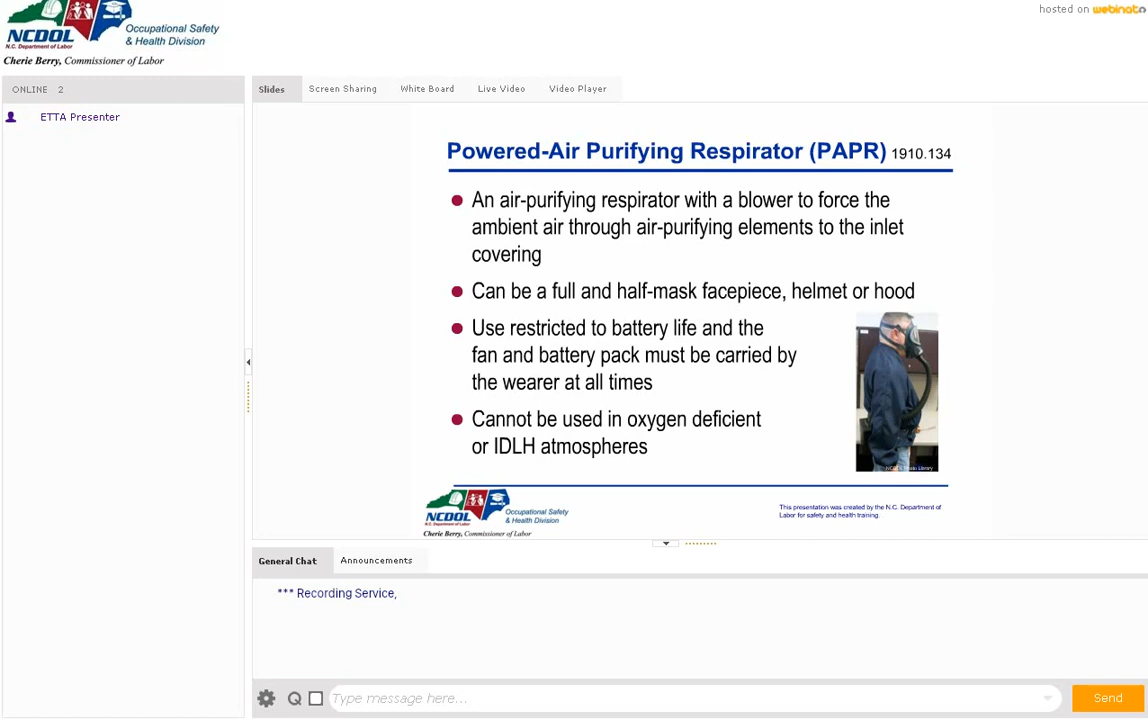 hosted on webinato
NCDOL
N.C. Department of Labor
Occupational Safety
& Health Division
Cherie Berry, Commissioner of Labor
ONLINE 2
ETTA Presenter
Slides
Screen Sharing
White Board
Live Video
Video Player
Powered-Air Purifying Respirator (PAPR) 1910.134
An air-purifying respirator with a blower to force the
ambient air through air-purifying elements to the inlet
covering
Can be a full and half-mask facepiece, helmet or hood
Use restricted to battery life and the
fan and battery pack must be carried by
the wearer at all times
Cannot be used in oxygen deficient
or IDLH atmospheres
NCDOL Photo Library
NCDOL
N.C. Department of Labor
Occupational Safety
& Health Division
Cherie Berry, Commissioner of Labor
This presentation was created by the N.C. Department of
Labor for safety and health training.
General Chat
Announcements
*** Recording Service,
Q
Type message here...
Send